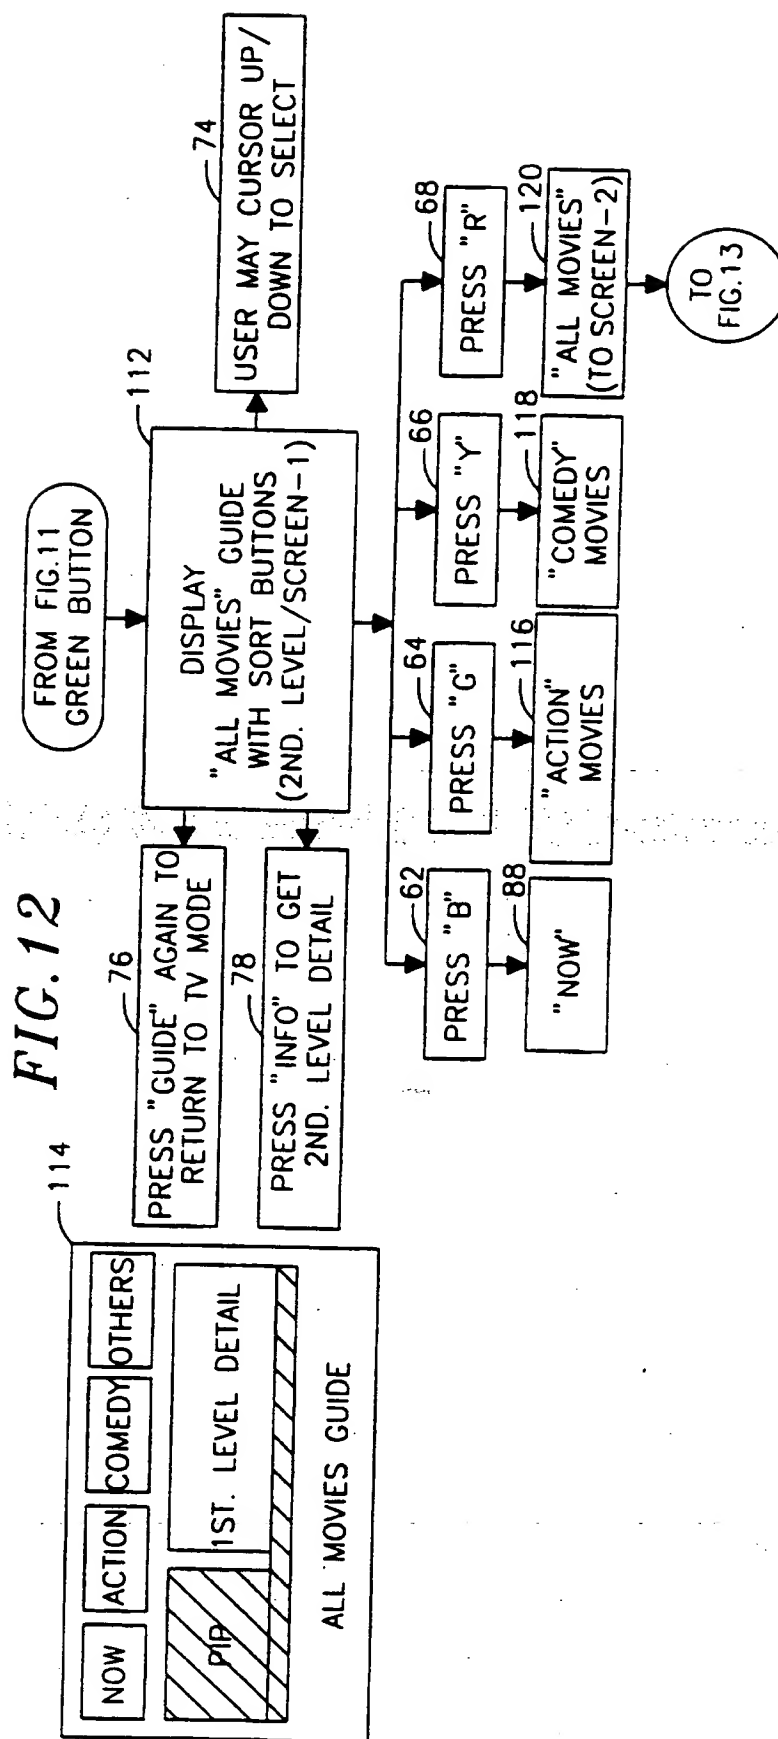 FIG.12
114
NOW
ACTION
COMEDY
OTHERS
PIP
1ST. LEVEL DETAIL
ALL MOVIES GUIDE
FROM FIG.11
GREEN BUTTON
112
DISPLAY
"ALL MOVIES" GUIDE
WITH SORT BUTTONS
(2ND. LEVEL/SCREEN-1)
74
USER MAY CURSOR UP/
DOWN TO SELECT
76
PRESS "GUIDE" AGAIN TO
RETURN TO TV MODE
78
PRESS "INFO" TO GET
2ND. LEVEL DETAIL
62
PRESS "B"
88
"NOW"
64
PRESS "G"
116
"ACTION"
MOVIES
66
PRESS "Y"
118
"COMEDY"
MOVIES
68
PRESS "R"
120
"ALL MOVIES"
(TO SCREEN-2)
TO
FIG.13